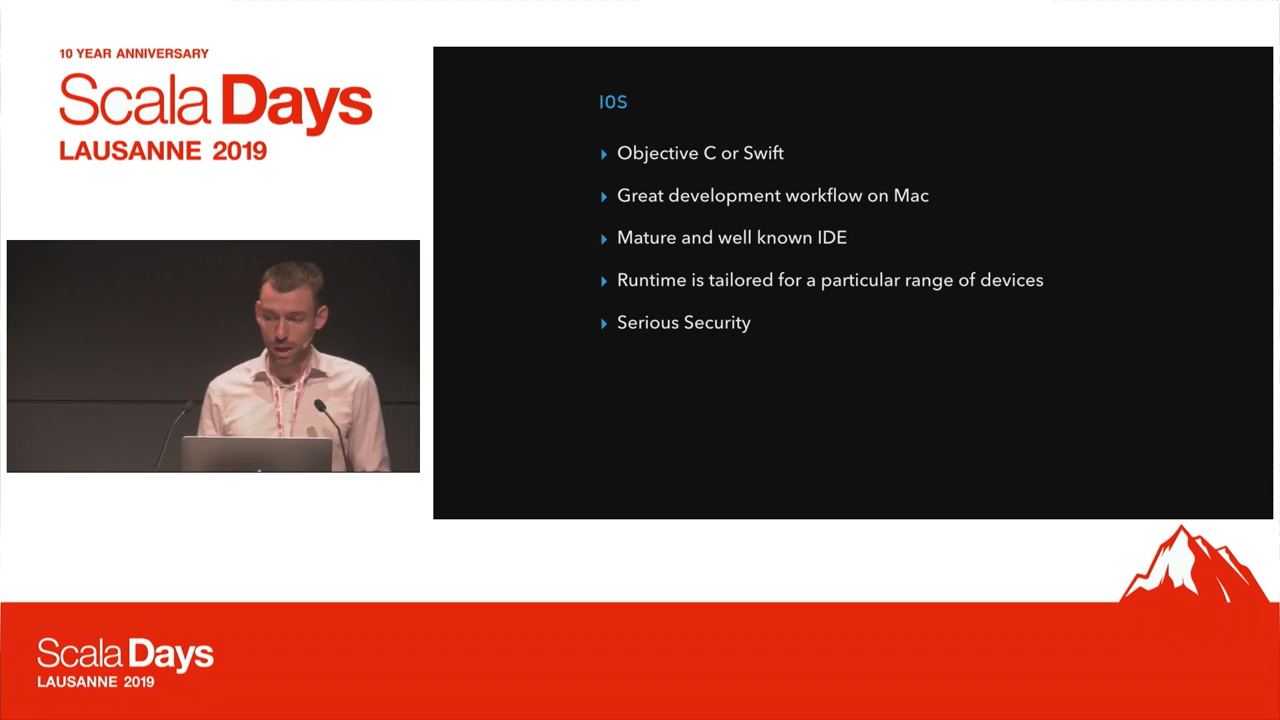 10 YEAR ANNIVERSARY
Scala Days
LAUSANNE 2019
IOS
Objective C or Swift
Great development workflow on Mac
Mature and well known IDE
Runtime is tailored for a particular range of devices
Serious Security
Scala Days
LAUSANNE 2019